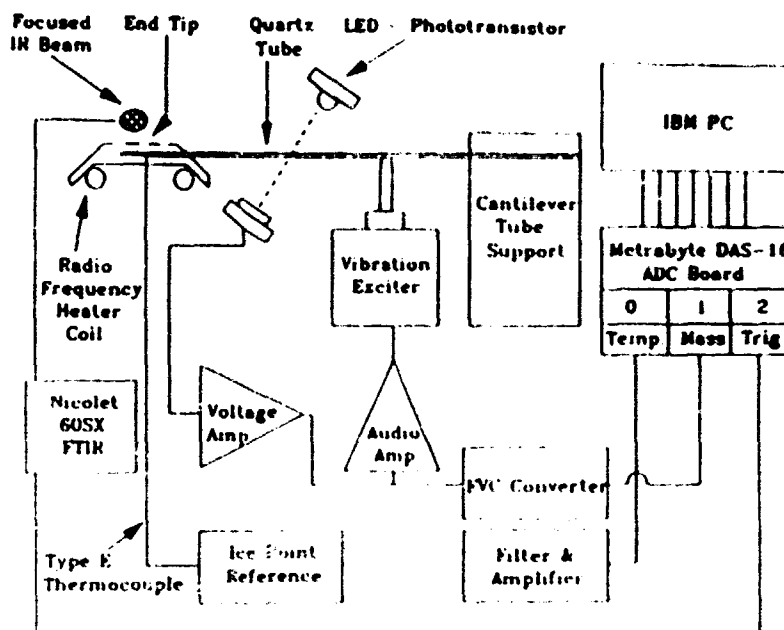 Focused
IR Beam
End Tip
Quartz
Tube
LED - Phototransistor
IBM PC
Cantilever
Tube
Support
Metrabyte DAS-16
ADC Board
0 1 2
Temp Mass Trig
Radio
Frequency
Heater
Coil
Vibration
Exciter
Nicolet
60SX
FTIR
Voltage
Amp
Audio
Amp
FVC Converter
Type E
Thermocouple
Ice Point
Reference
Filter &
Amplifier